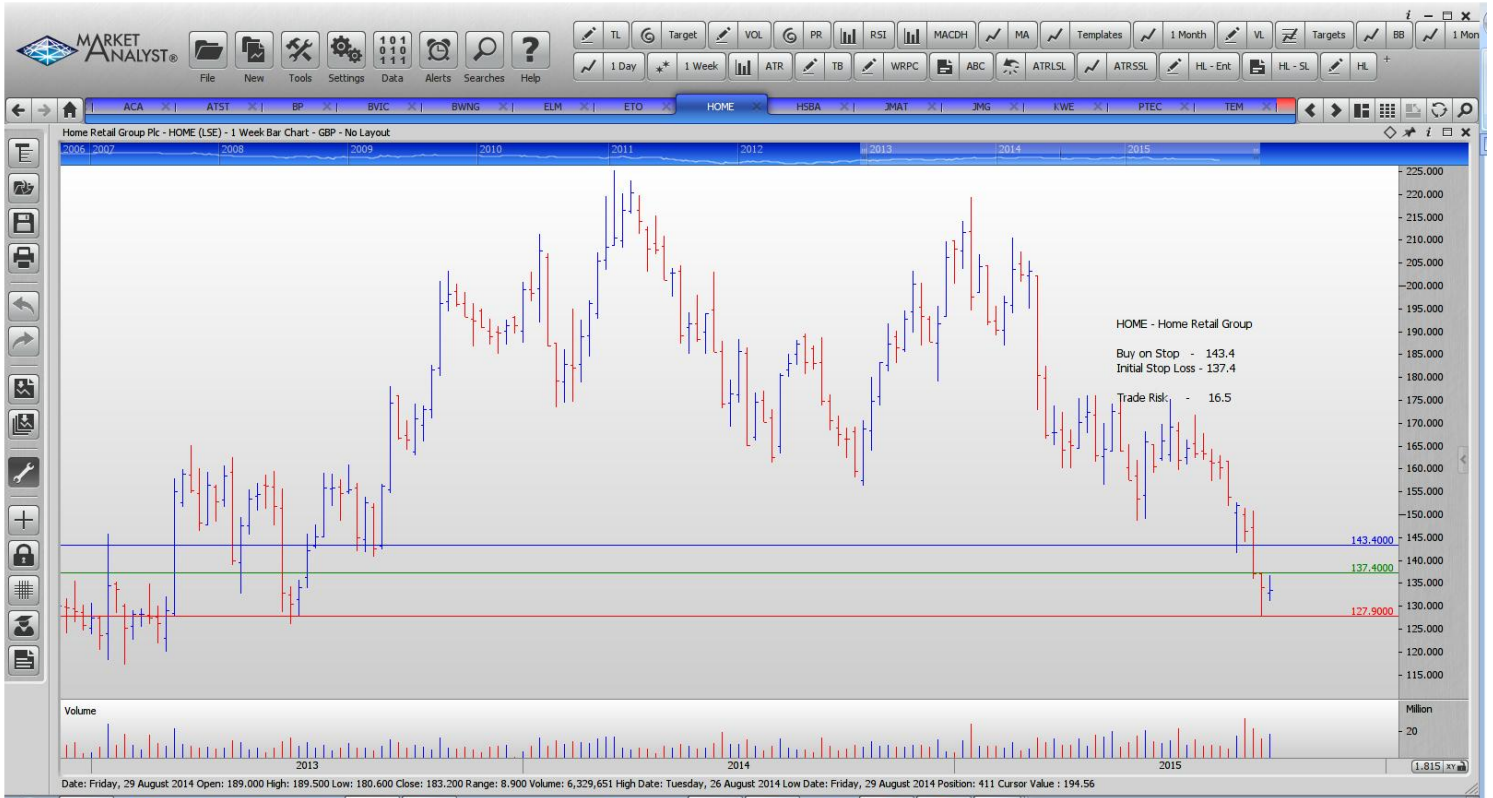 MARKET
ANALYST®
File
New
Tools
Settings
Data
Alerts
Searches
Help
TL
Target
VOL
PR
RSI
MACDH
MA
Templates
1 Month
VL
Targets
BB
1 Mon
1 Day
1 Week
ATR
TB
WRPC
ABC
ATRLSL
ATRSSL
HL - Ent
HL - SL
HL
ACA
ATST
BP
BVIC
BWNG
ELM
ETO
HOME
HSBA
JMAT
JMG
KWE
PTEC
TEM
Home Retail Group Plc - HOME (LSE) - 1 Week Bar Chart - GBP - No Layout
2006 2007 2008 2009 2010 2011 2012 2013 2014 2015
225.000
220.000
215.000
210.000
205.000
200.000
195.000
190.000
185.000
180.000
175.000
170.000
165.000
160.000
155.000
150.000
145.000
140.000
135.000
130.000
125.000
120.000
115.000
HOME - Home Retail Group
Buy on Stop - 143.4
Initial Stop Loss - 137.4
Trade Risk - 16.5
143.4000
137.4000
127.9000
Volume
Million
20
2013 2014 2015
1.815 XY
Date: Friday, 29 August 2014 Open: 189.000 High: 189.500 Low: 180.600 Close: 183.200 Range: 8.900 Volume: 6,329,651 High Date: Tuesday, 26 August 2014 Low Date: Friday, 29 August 2014 Position: 411 Cursor Value : 194.56